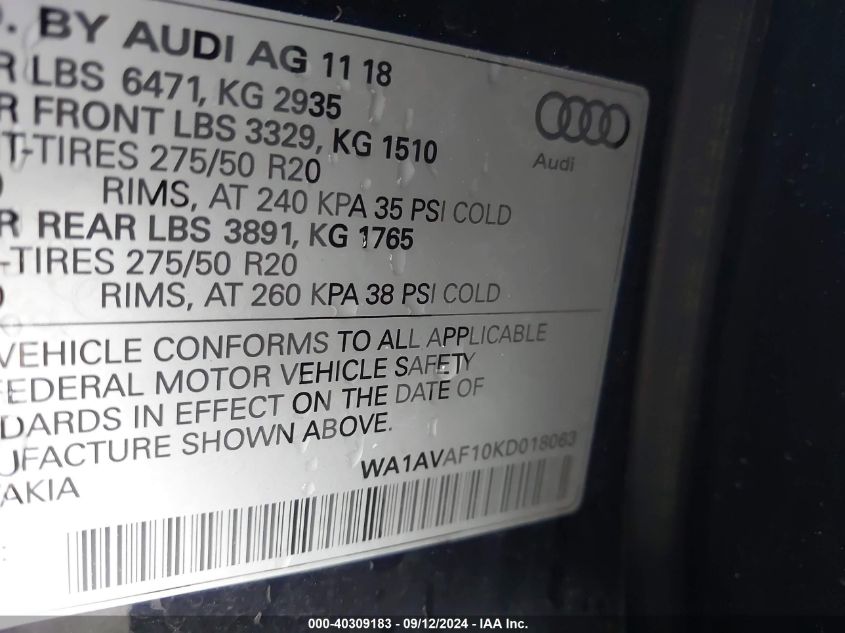 . BY AUDI AG 11 18
R LBS 6471, KG 2935
R FRONT LBS 3329, KG 1510
T-TIRES 275/50 R20
RIMS, AT 240 KPA 35 PSI COLD
R REAR LBS 3891, KG 1765
-TIRES 275/50 R20
RIMS, AT 260 KPA 38 PSI COLD
Audi
VEHICLE CONFORMS TO ALL APPLICABLE
FEDERAL MOTOR VEHICLE SAFETY
DARDS IN EFFECT ON THE DATE OF
UFACTURE SHOWN ABOVE.
WA1AVAF10KD018063
AKIA
000-40309183 - 09/12/2024 - IAA Inc.